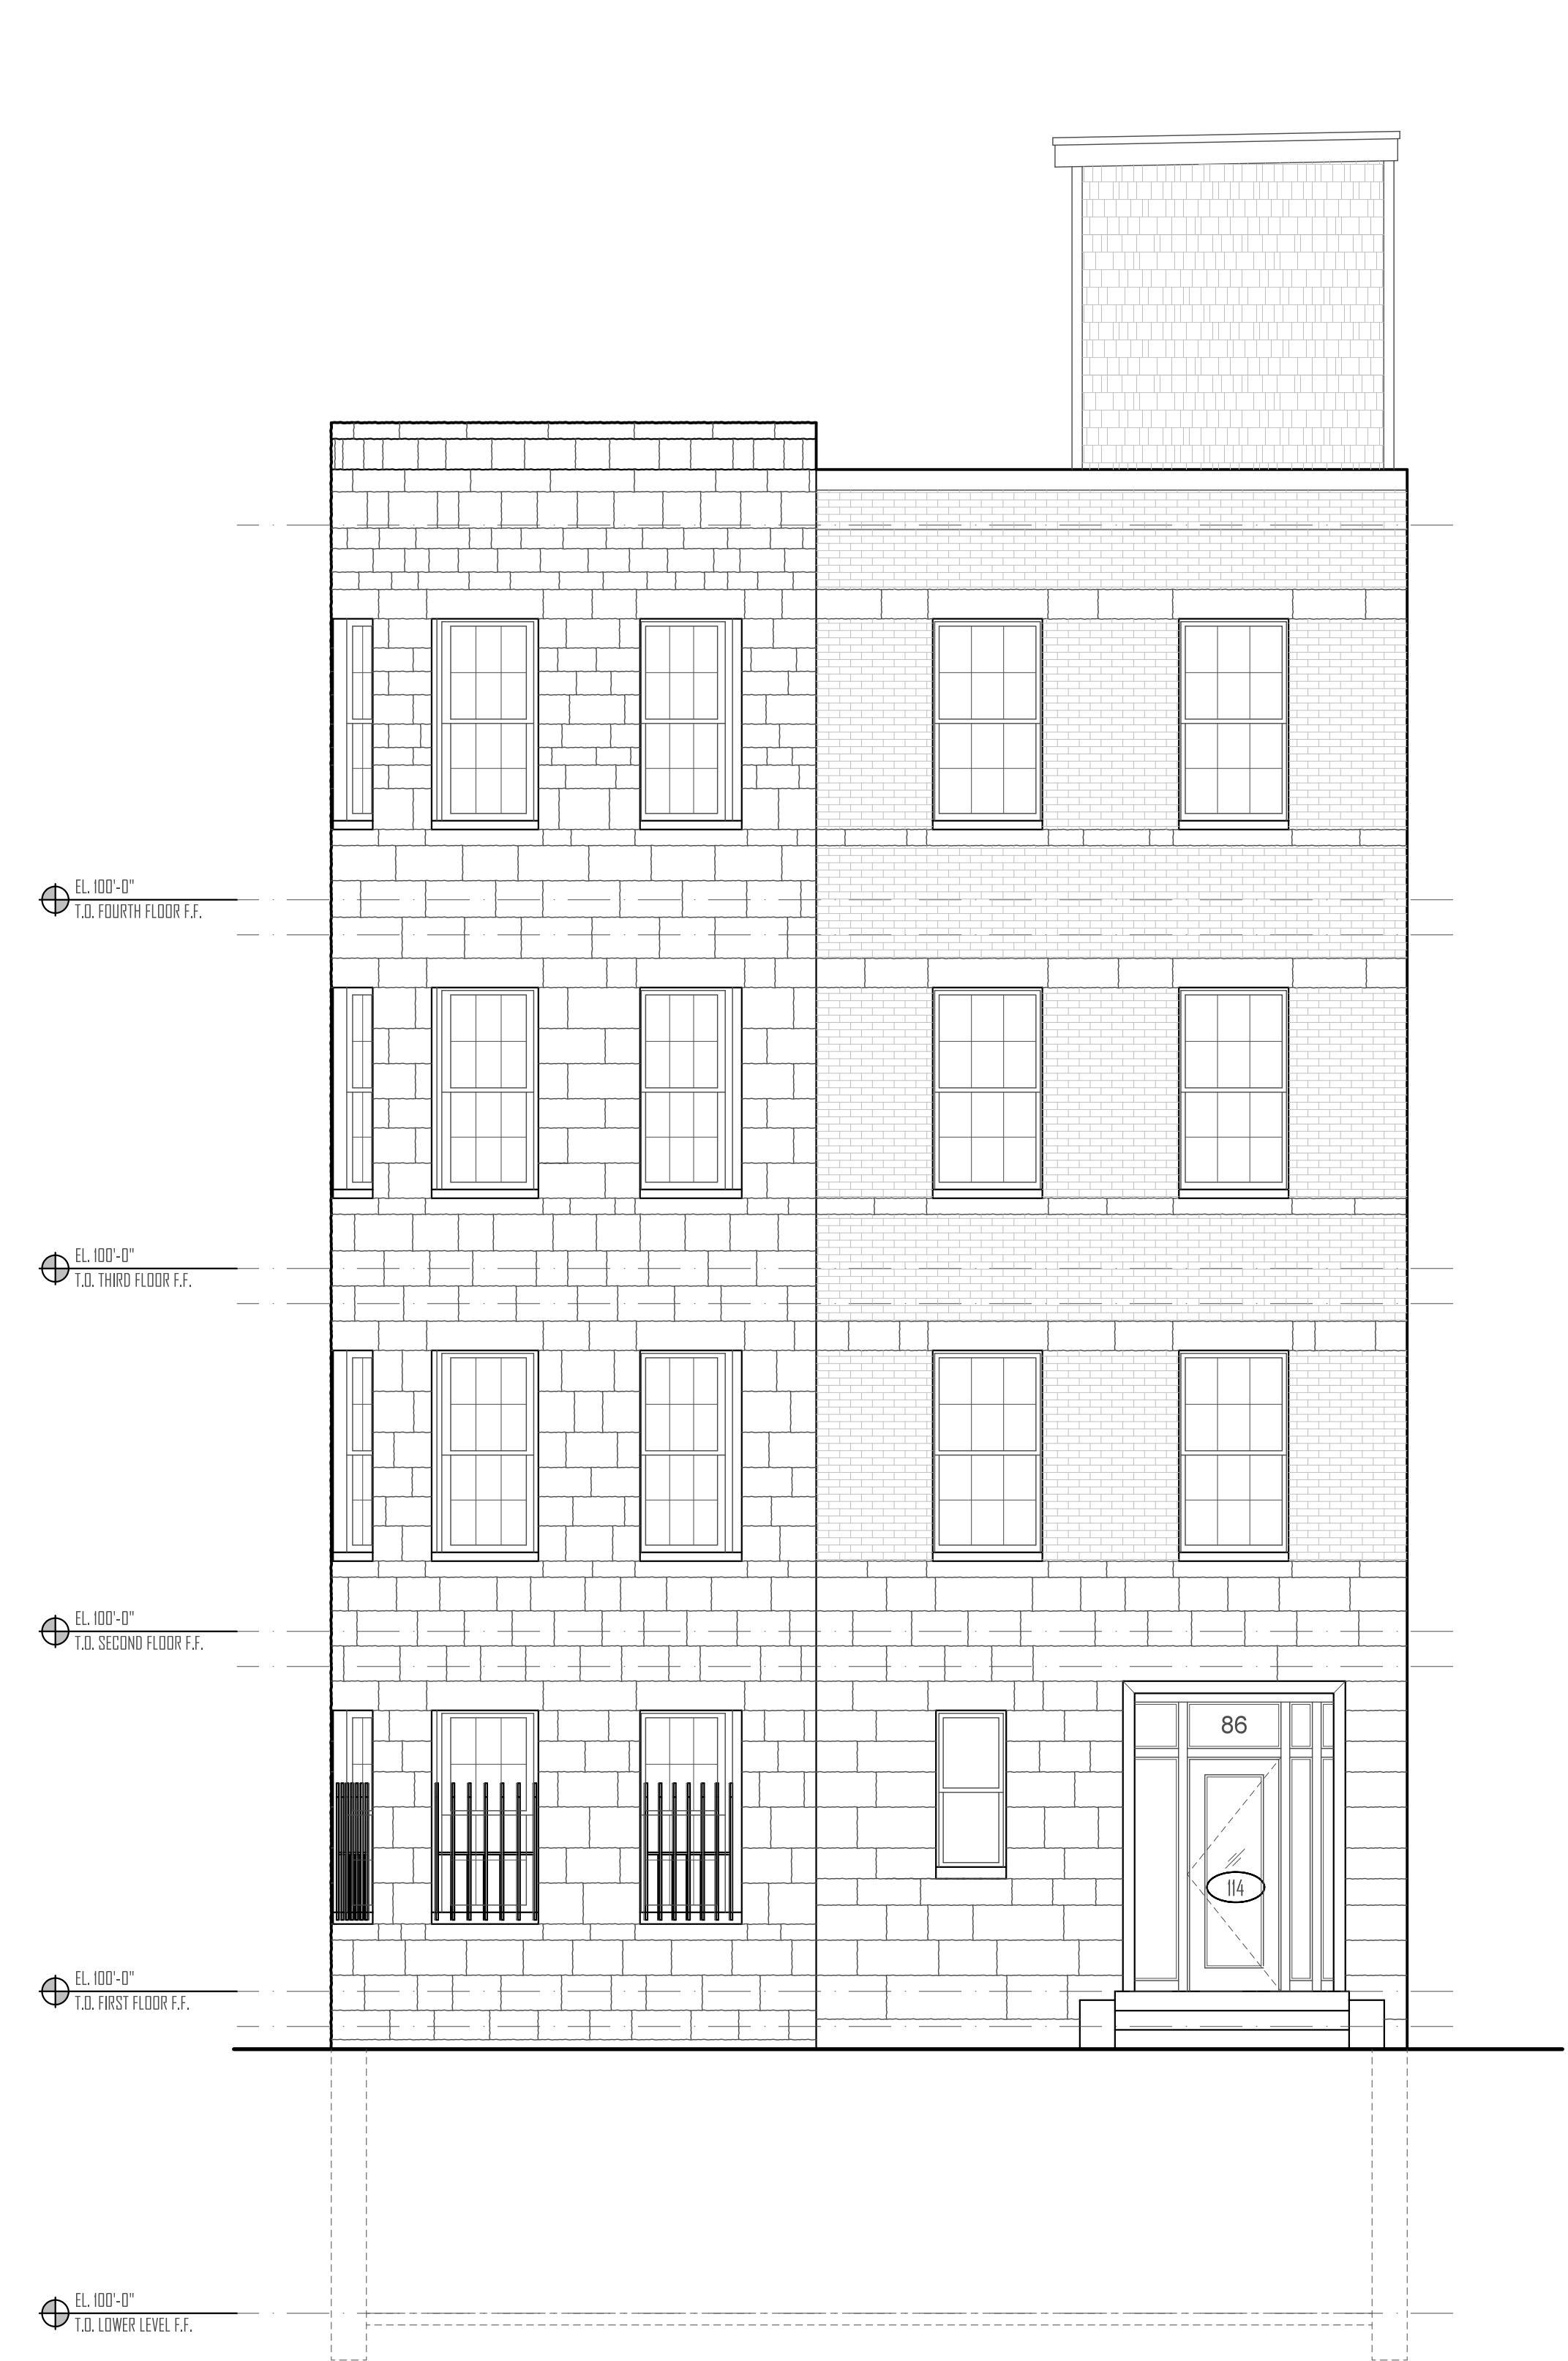 EL. 100'-0"
T.O. FOURTH FLOOR F.F.
EL. 100'-0"
T.O. THIRD FLOOR F.F.
EL. 100'-0"
T.O. SECOND FLOOR F.F.
86
114
EL. 100'-0"
T.O. FIRST FLOOR F.F.
EL. 100'-0"
T.O. LOWER LEVEL F.F.